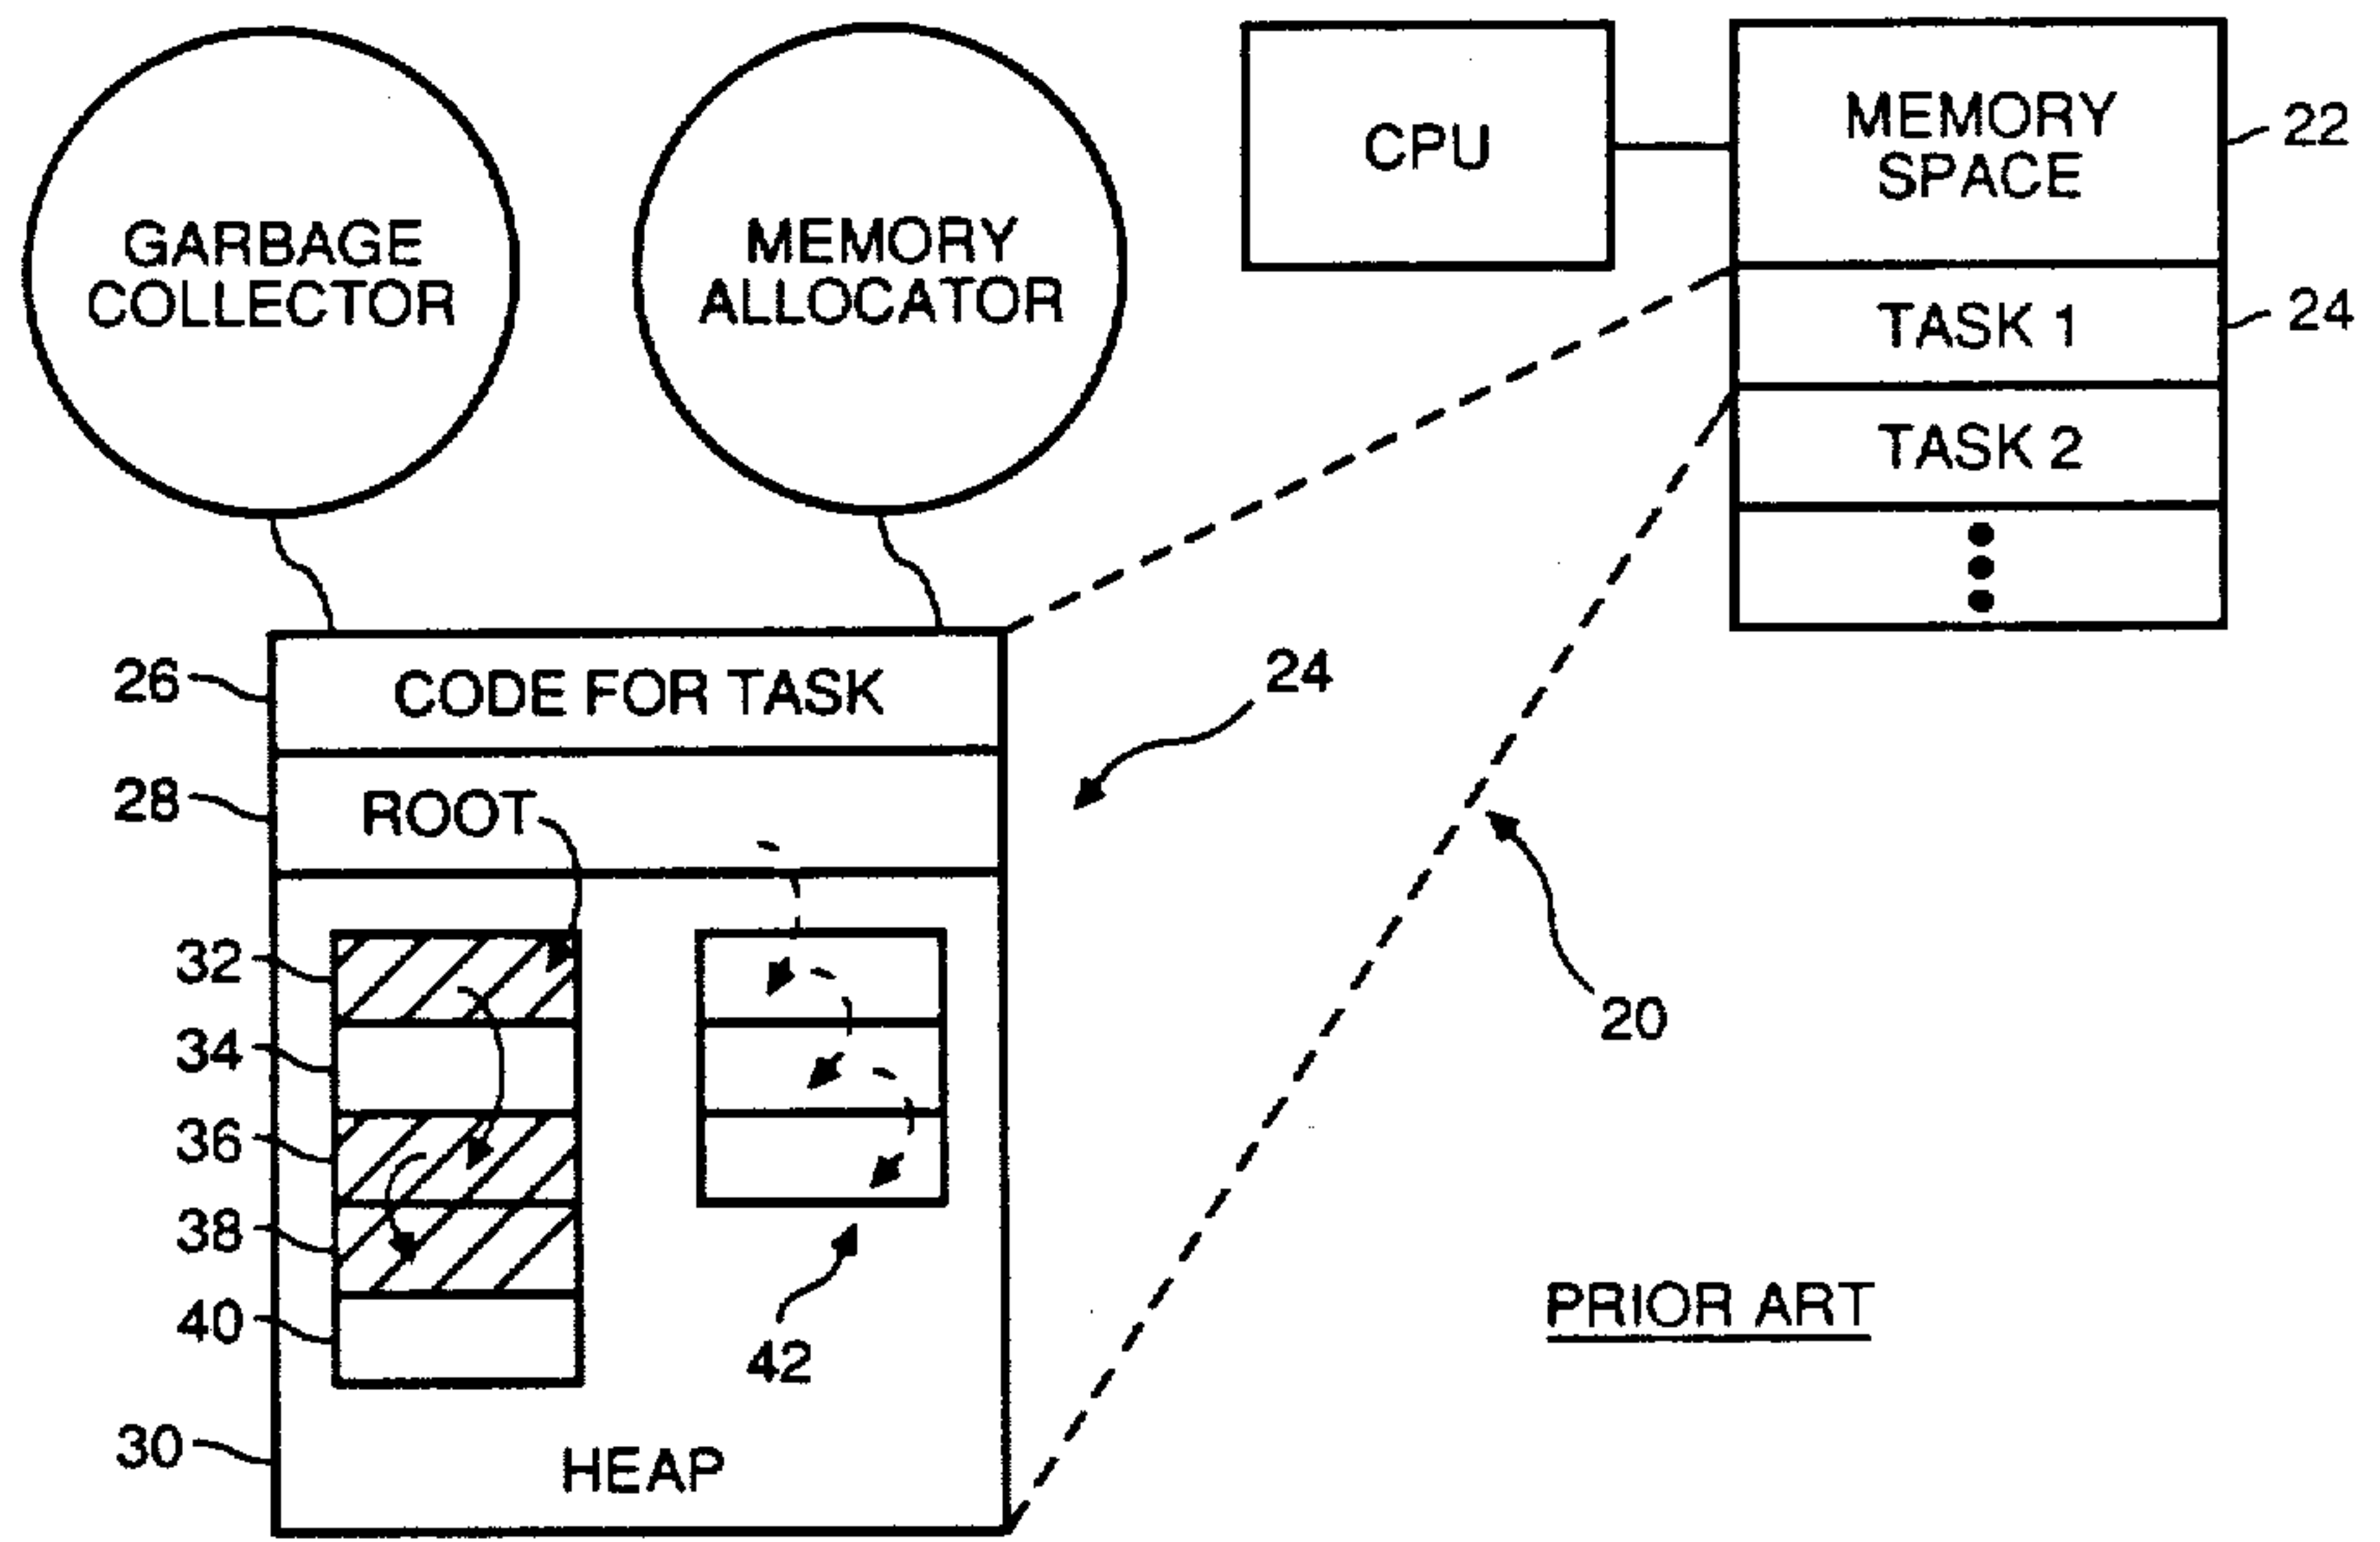 GARBAGE
COLLECTOR
MEMORY
ALLOCATOR
CPU
MEMORY
SPACE
22
TASK 1
24
TASK 2
26
CODE FOR TASK
24
28
ROOT
32
34
36
38
40
42
20
30
HEAP
PRIOR ART